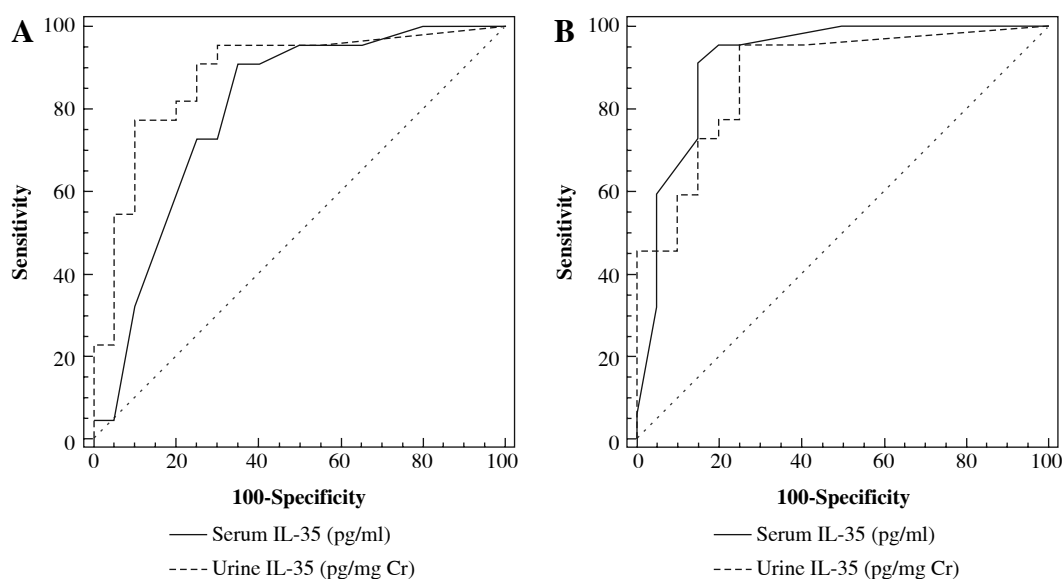 A
Sensitivity
100
80
60
40
20
0
0 20 40 60 80 100
100-Specificity
Serum IL-35 (pg/ml)
Urine IL-35 (pg/mg Cr)
B
Sensitivity
100
80
60
40
20
0
0 20 40 60 80 100
100-Specificity
Serum IL-35 (pg/ml)
Urine IL-35 (pg/mg Cr)